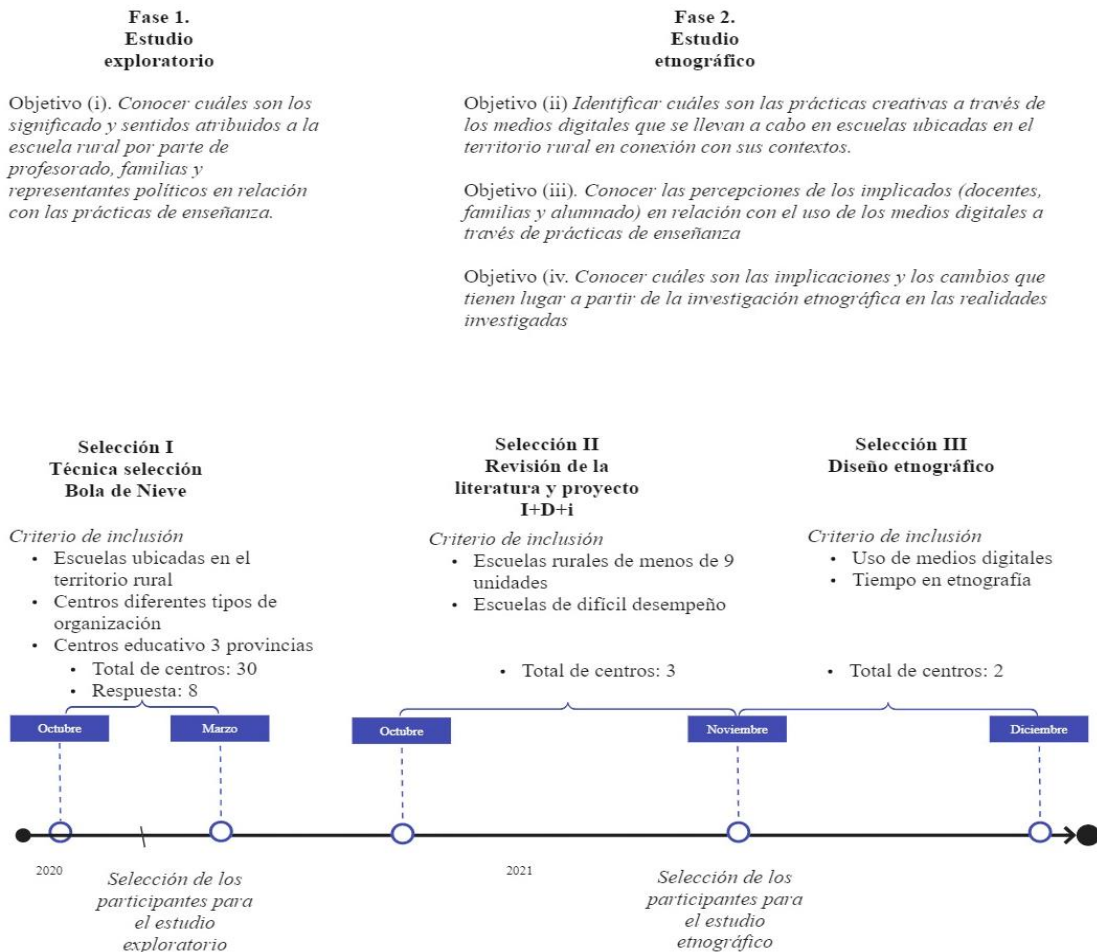 Fase 1.
Estudio
exploratorio
Objetivo (i). Conocer cuáles son los
significado y sentidos atribuidos a la
escuela rural por parte de
profesorado, familias y
representantes políticos en relación
con las prácticas de enseñanza.
Fase 2.
Estudio
etnográfico
Objetivo (ii) Identificar cuáles son las prácticas creativas a través de
los medios digitales que se llevan a cabo en escuelas ubicadas en el
territorio rural en conexión con sus contextos.
Objetivo (iii). Conocer las percepciones de los implicados (docentes,
familias y alumnado) en relación con el uso de los medios digitales a
través de prácticas de enseñanza
Objetivo (iv. Conocer cuáles son las implicaciones y los cambios que
tienen lugar a partir de la investigación etnográfica en las realidades
investigadas
Selección I
Técnica selección
Bola de Nieve
Criterio de inclusión
• Escuelas ubicadas en el
territorio rural
• Centros diferentes tipos de
organización
• Centros educativo 3 provincias
• Total de centros: 30
• Respuesta: 8
Selección II
Revisión de la
literatura y proyecto
I+D+i
Criterio de inclusión
• Escuelas rurales de menos de 9
unidades
• Escuelas de difícil desempeño
• Total de centros: 3
Selección III
Diseño etnográfico
Criterio de inclusión
• Uso de medios digitales
• Tiempo en etnografía
• Total de centros: 2
Octubre
Marzo
Octubre
Noviembre
Diciembre
2020
2021
Selección de los
participantes para
el estudio
exploratorio
Selección de los
participantes para
el estudio
etnográfico